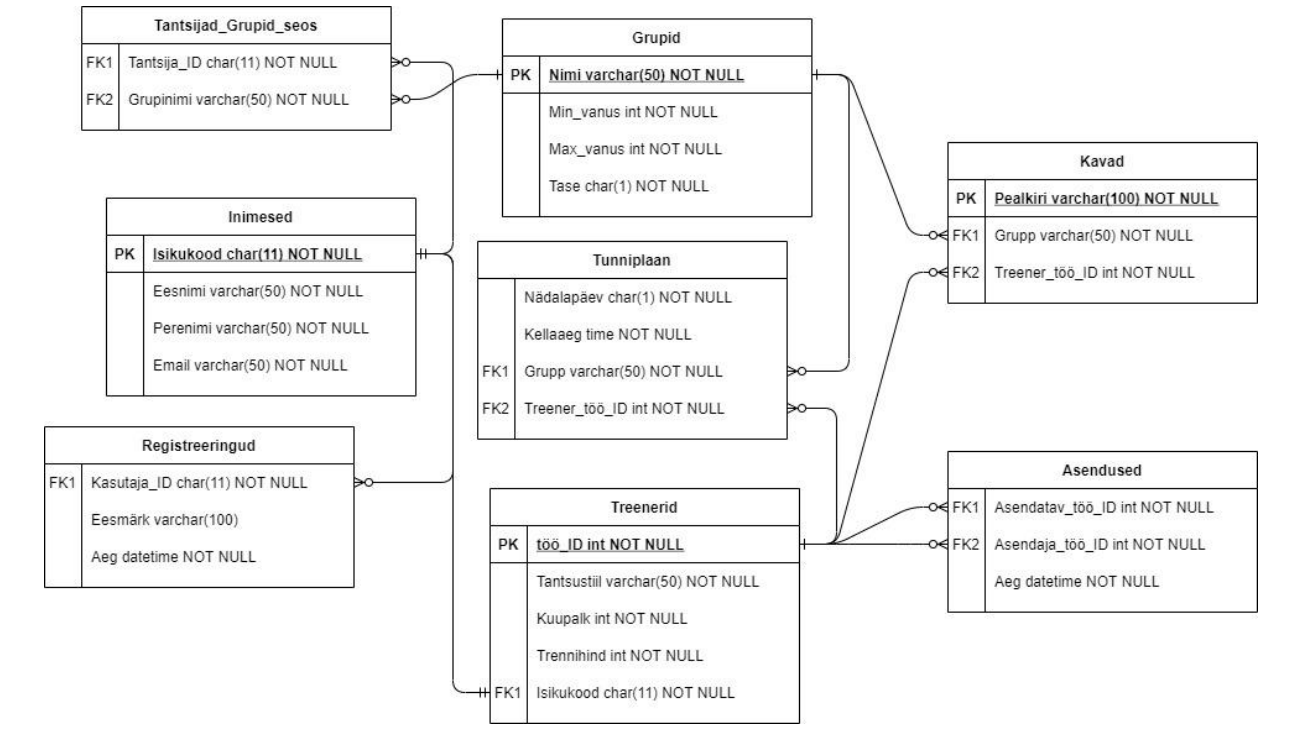 Tantsijad_Grupid_seos
FK1 Tantsija_ID char(11) NOT NULL
FK2 Grupinimi varchar(50) NOT NULL
Grupid
PK Nimi varchar(50) NOT NULL
Min_vanus int NOT NULL
Max_vanus int NOT NULL
Tase char(1) NOT NULL
Kavad
PK Pealkiri varchar(100) NOT NULL
FK1 Grupp varchar(50) NOT NULL
FK2 Treener_töö_ID int NOT NULL
Inimesed
PK Isikukood char(11) NOT NULL
Eesnimi varchar(50) NOT NULL
Perenimi varchar(50) NOT NULL
Email varchar(50) NOT NULL
Tunniplaan
Nädalapäev char(1) NOT NULL
Kellaaeg time NOT NULL
FK1 Grupp varchar(50) NOT NULL
FK2 Treener_töö_ID int NOT NULL
Registreeringud
FK1 Kasutaja_ID char(11) NOT NULL
Eesmärk varchar(100)
Aeg datetime NOT NULL
Treenerid
PK töö_ID int NOT NULL
Tantsustiil varchar(50) NOT NULL
Kuupalk int NOT NULL
Trennihind int NOT NULL
FK1 Isikukood char(11) NOT NULL
Asendused
FK1 Asendatav_töö_ID int NOT NULL
FK2 Asendaja_töö_ID int NOT NULL
Aeg datetime NOT NULL